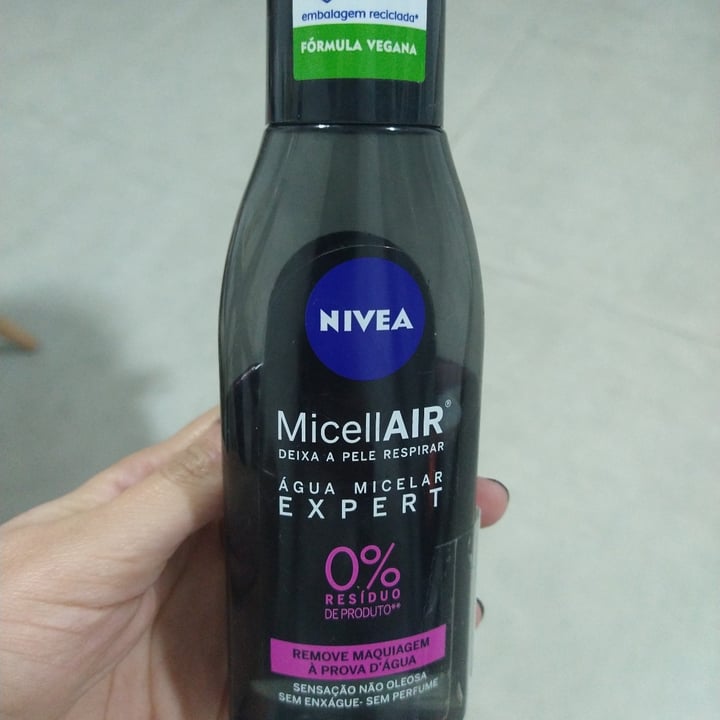 embalagem reciclada*
FÓRMULA VEGANA
NIVEA
MicellAIR®
DEIXA A PELE RESPIRAR
ÁGUA MICELAR
EXPERT
0%
RESÍDUO
DE PRODUTO**
REMOVE MAQUIAGEM
À PROVA D'ÁGUA
SENSAÇÃO NÃO OLEOSA
SEM ENXÁGUE- SEM PERFUME